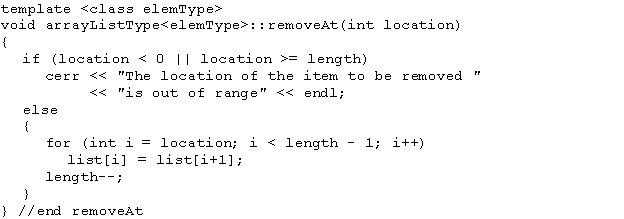 template <class elemType>
void arrayListType<elemType>::removeAt(int location)
{
if (location < 0 || location >= length)
cerr << "The location of the item to be removed "
<< "is out of range" << endl;
else
{
for (int i = location; i < length - 1; i++)
list[i] = list[i+1];
length--;
}
} //end removeAt